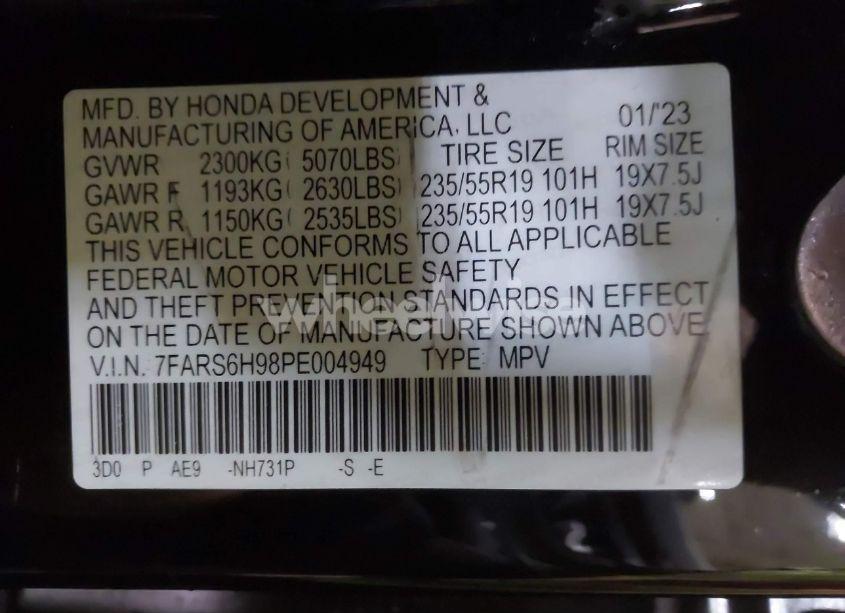 MFD. BY HONDA DEVELOPMENT &
MANUFACTURING OF AMERICA, LLC 01/'23
GVWR 2300KG( 5070LBS) TIRE SIZE RIM SIZE
GAWR F 1193KG( 2630LBS) 235/55R19 101H 19X7.5J
GAWR R 1150KG( 2535LBS) 235/55R19 101H 19X7.5J
THIS VEHICLE CONFORMS TO ALL APPLICABLE
FEDERAL MOTOR VEHICLE SAFETY
AND THEFT PREVENTION STANDARDS IN EFFECT
ON THE DATE OF MANUFACTURE SHOWN ABOVE.
V.I.N. 7FARS6H98PE004949 TYPE: MPV
3D0 P AE9 -NH731P -S -E